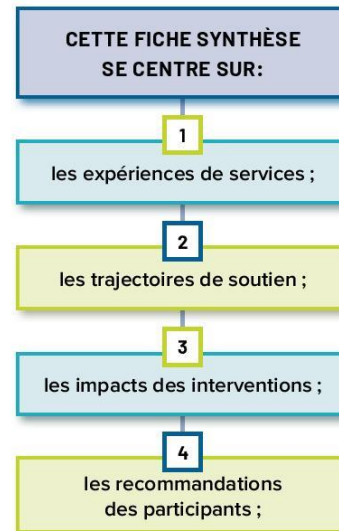 CETTE FICHE SYNTHÈSE
SE CENTRE SUR:
1
les expériences de services ;
2
les trajectoires de soutien ;
3
les impacts des interventions ;
4
les recommandations
des participants ;